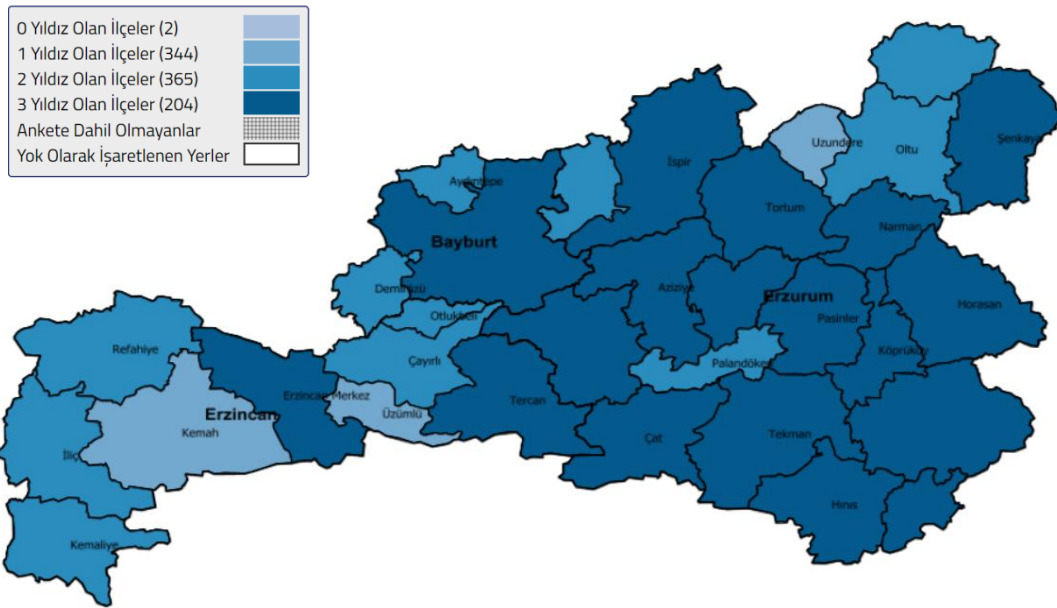 0 Yıldız Olan İlçeler (2)
1 Yıldız Olan İlçeler (344)
2 Yıldız Olan İlçeler (365)
3 Yıldız Olan İlçeler (204)
Ankete Dahil Olmayanlar
Yok Olarak İşaretlenen Yerler
Şenkaya
Uzundere
Oltu
İspir
Aydıntepe
Tortum
Narman
Bayburt
Demirözü
Aziziye
Erzurum
Horasan
Otlukbeli
Pasinler
Refahiye
Köprüköy
Çayırlı
Palandöken
Erzincan Merkez
Tercan
Erzincan
Üzümlü
Kemah
Çat
Tekman
İliç
Hınıs
Kemaliye